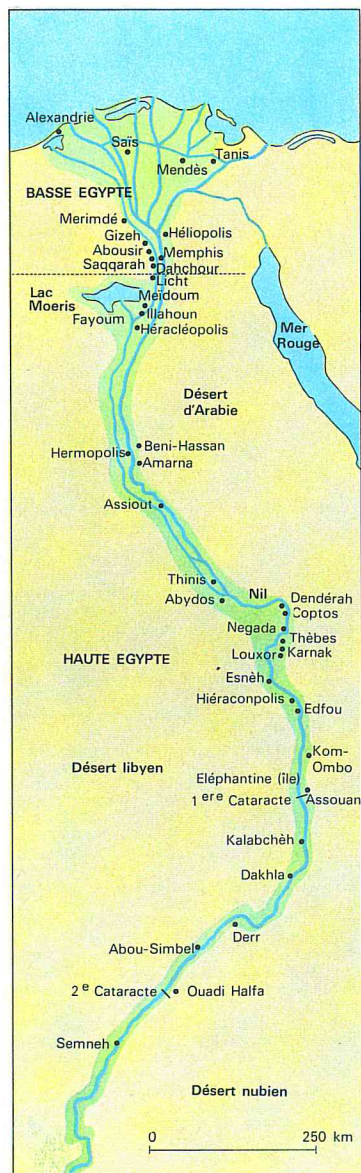 Alexandrie
Saïs
Tanis
Mendès
BASSE EGYPTE
Merimdé
Héliopolis
Gizeh
Abousir
Memphis
Saqqarah
Dahchour
Licht
Lac
Moeris
Meïdoum
Fayoum
Illahoun
Héracléopolis
Mer
Rouge
Désert
d'Arabie
Beni-Hassan
Hermopolis
Amarna
Assiout
Thinis
Nil
Abydos
Dendérah
Coptos
Negada
Thèbes
Louxor
Karnak
HAUTE EGYPTE
Esnèh
Hiéraconpolis
Edfou
Kom-
Ombo
Désert libyen
Eléphantine (île)
1ere Cataracte
Assouan
Kalabchèh
Dakhla
Derr
Abou-Simbel
2e Cataracte
Ouadi Halfa
Semneh
Désert nubien
0 250 km